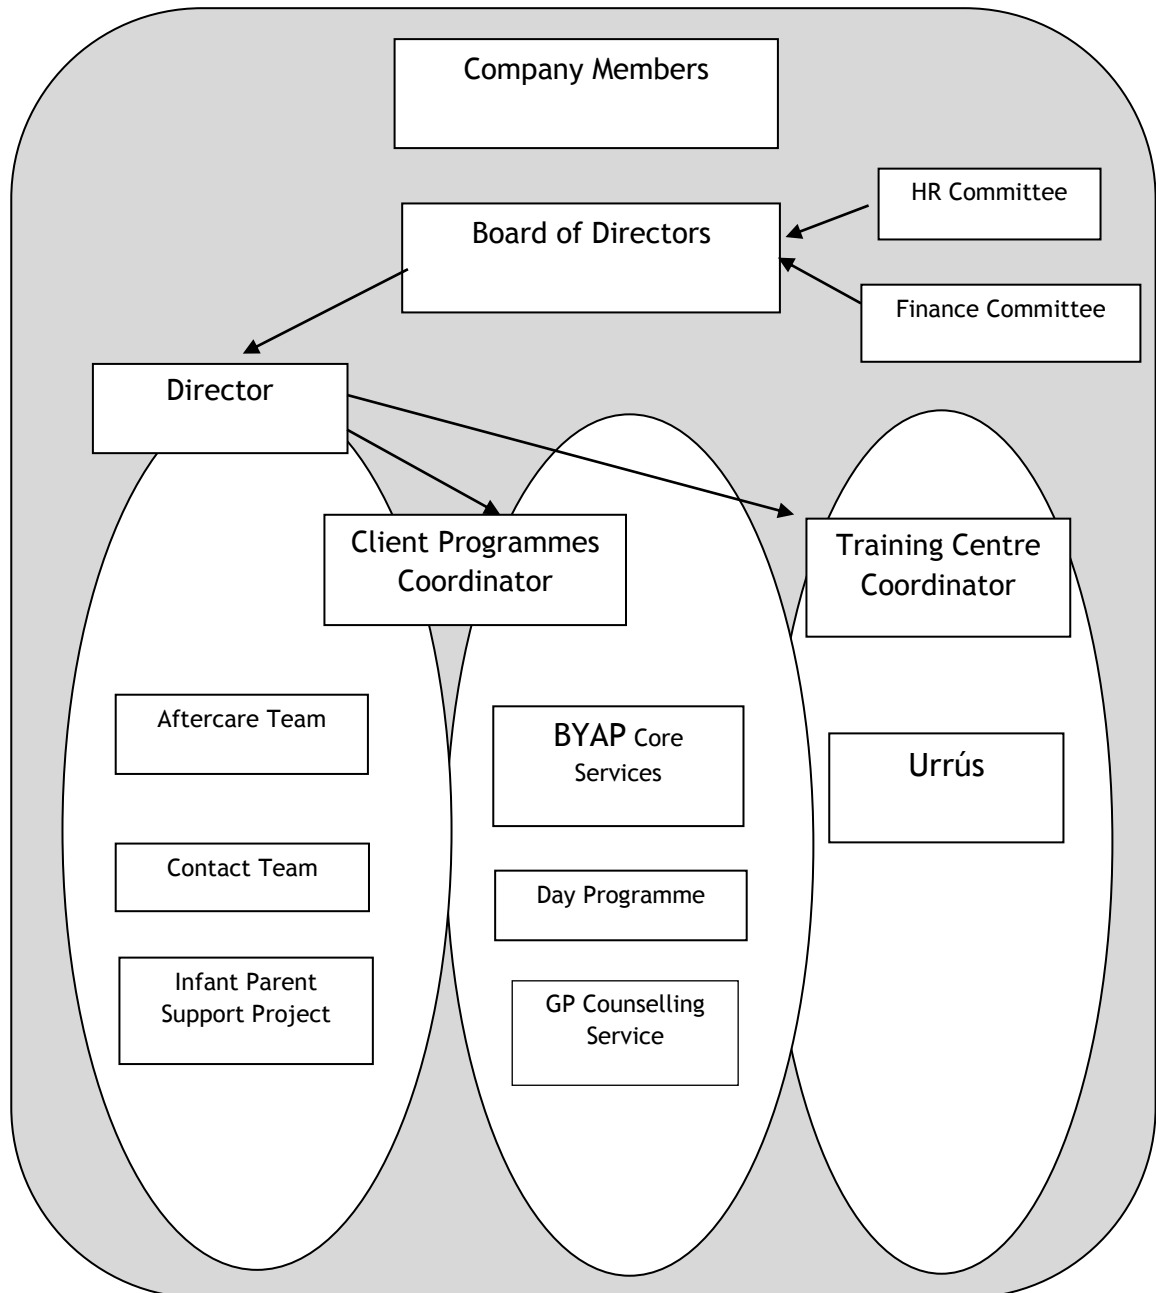 Company Members
HR Committee
Board of Directors
Finance Committee
Director
Client Programmes
Coordinator
Training Centre
Coordinator
Aftercare Team
BYAP Core
Services
Urrús
Contact Team
Day Programme
Infant Parent
Support Project
GP Counselling
Service